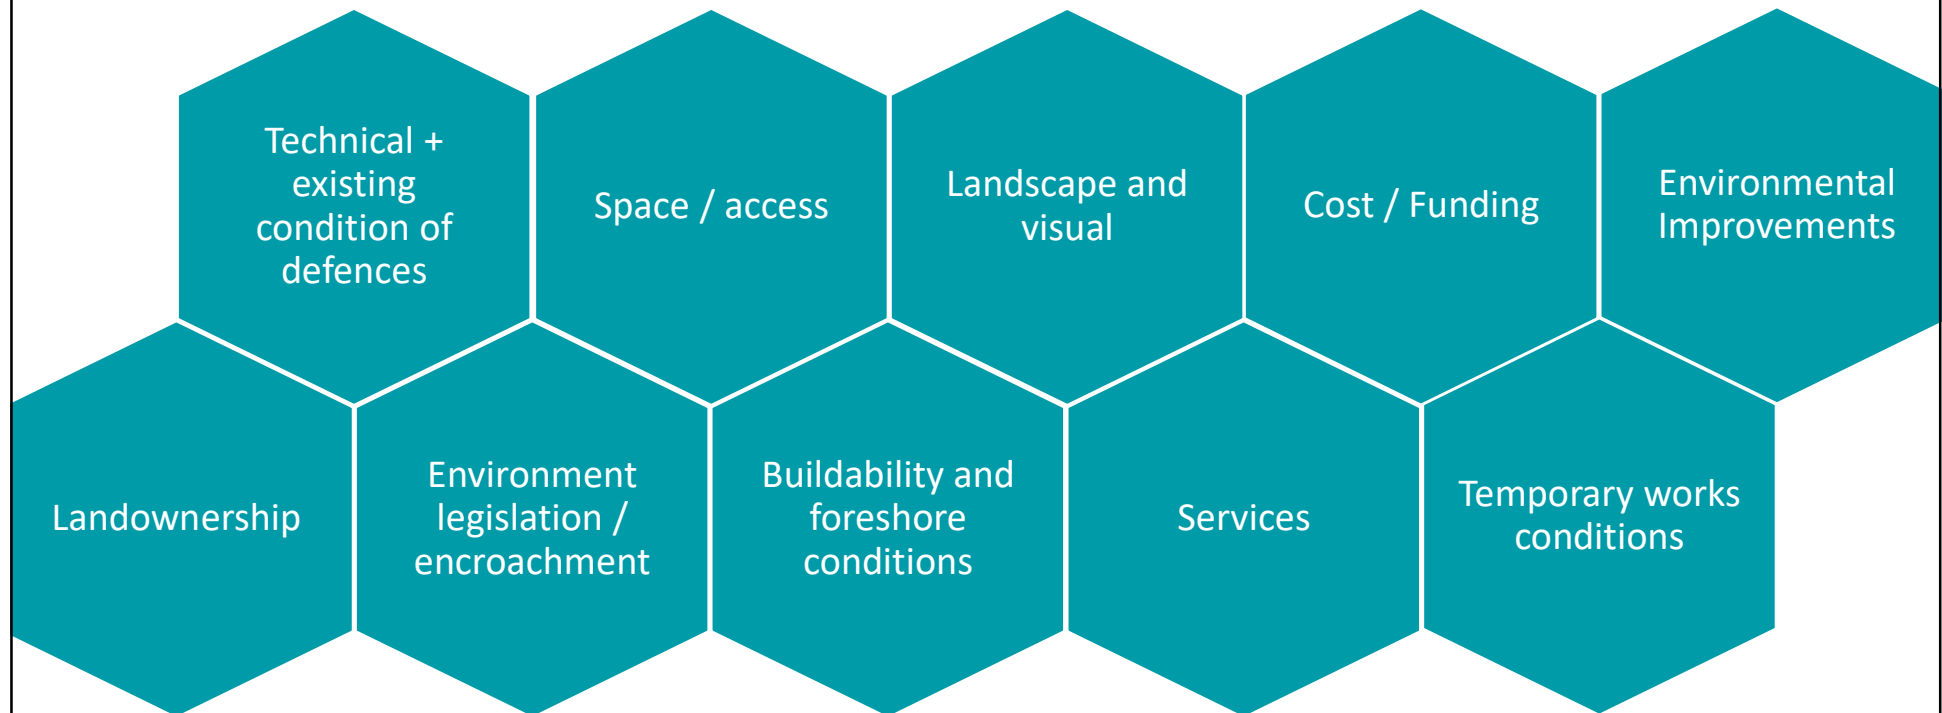 Technical +
existing
condition of
defences
Space / access
Landscape and
visual
Cost / Funding
Environmental
Improvements
Landownership
Environment
legislation /
encroachment
Buildability and
foreshore
conditions
Services
Temporary works
conditions